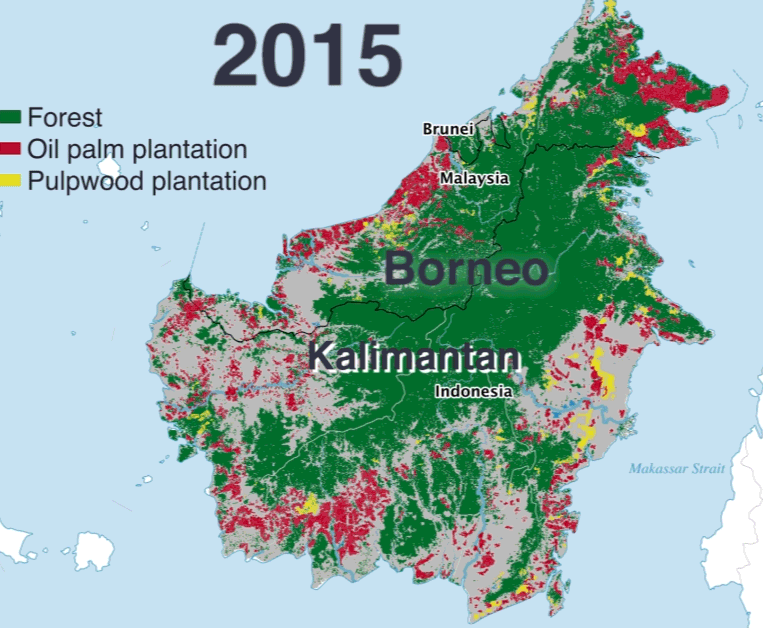 2015
Forest
Oil palm plantation
Pulpwood plantation
Brunei
Malaysia
Borneo
Kalimantan
Indonesia
Makassar Strait